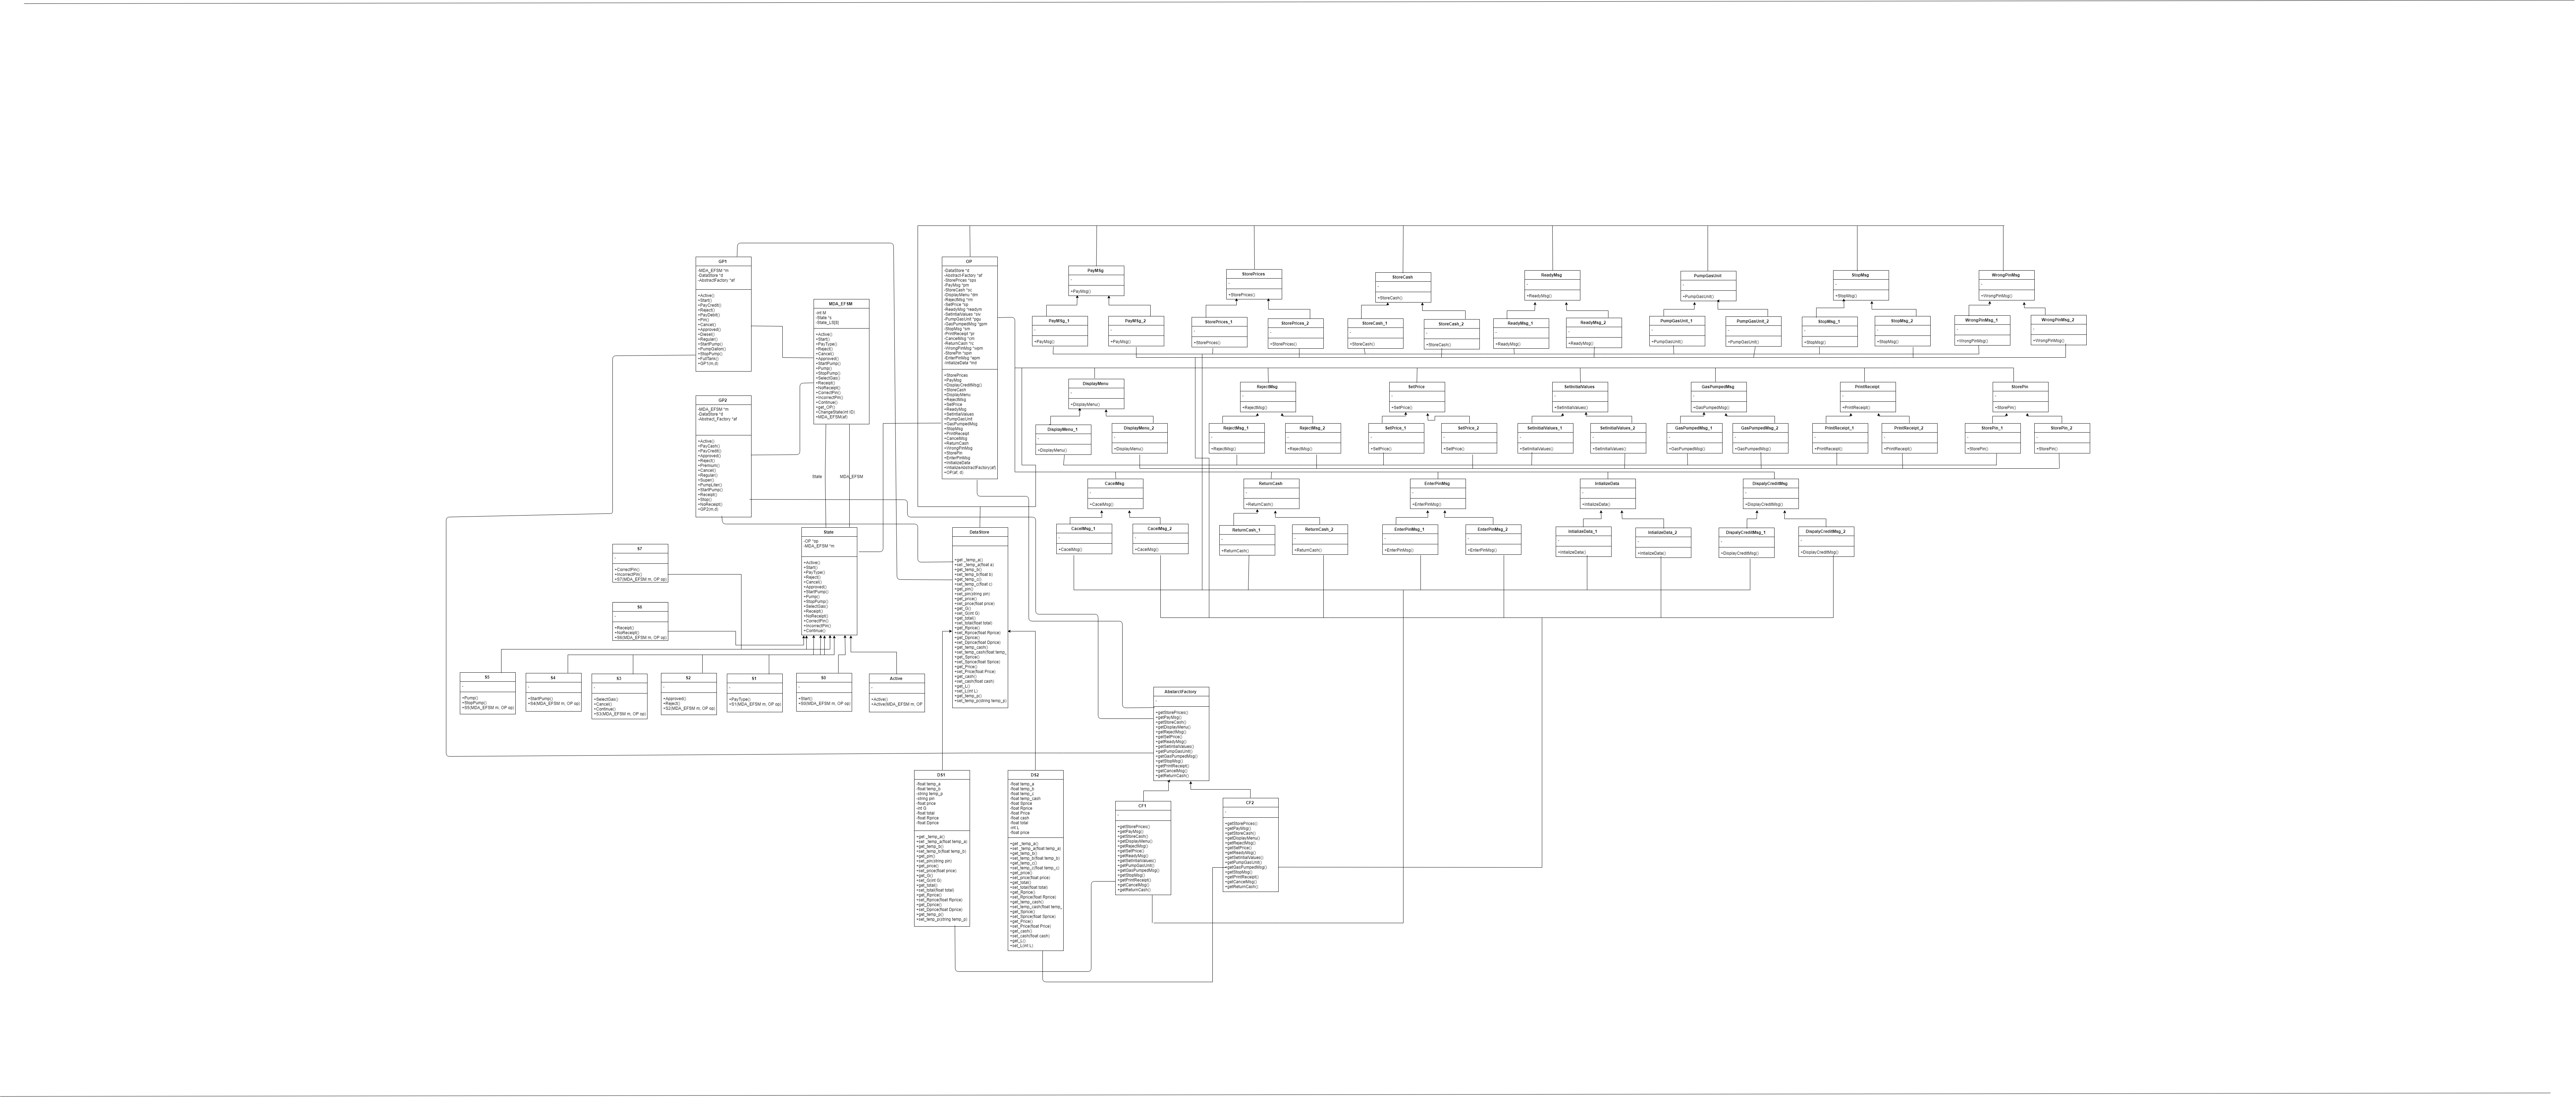 GP1
-MDA_EFSM *m
-DataStore *d
-AbstractFactory *af
+Active()
+Start()
+PayCredit()
+Reject()
+PayDebit()
+Pin()
+Cancel()
+Approved()
+Diesel()
+Regular()
+StartPump()
+PumpGallon()
+StopPump()
+FullTank()
+GP1(m,d)
GP2
-MDA_EFSM *m
-DataStore *d
-Abstract_Factory *af
+Active()
+PayCash()
+PayCredit()
+Approved()
+Reject()
+Premium()
+Cancel()
+Regular()
+Super()
+PumpLiter()
+StartPump()
+Receipt()
+Stop()
+NoReceipt()
+GP2(m,d)
MDA_EFSM
-int M
-State *s
-State_LS[8]
+Active()
+Start()
+PayType()
+Reject()
+Cancel()
+Approved()
+StartPump()
+Pump()
+StopPump()
+SelectGas()
+Receipt()
+NoReceipt()
+CorrectPin()
+IncorrectPin()
+Continue()
+get_OP()
+ChangeState(int ID)
+MDA_EFSM(af)
State
MDA_EFSM
State
-OP *op
-MDA_EFSM *m
+Active()
+Start()
+PayType()
+Reject()
+Cancel()
+Approved()
+StartPump()
+Pump()
+StopPump()
+SelectGas()
+Receipt()
+NoReceipt()
+CorrectPin()
+IncorrectPin()
+Continue()
S7
-
+CorrectPin()
+IncorrectPin()
+S7(MDA_EFSM m, OP op)
S6
-
+Receipt()
+NoReceipt()
+S6(MDA_EFSM m, OP op)
S5
-
+Pump()
+StopPump()
+S5(MDA_EFSM m, OP op)
S4
-
+StartPump()
+S4(MDA_EFSM m, OP op)
S3
-
+SelectGas()
+Cancel()
+Continue()
+S3(MDA_EFSM m, OP op)
S2
-
+Approved()
+Reject()
+S2(MDA_EFSM m, OP op)
S1
-
+PayType()
+S1(MDA_EFSM m, OP op)
S0
-
+Start()
+S0(MDA_EFSM m, OP op)
Active
-
+Active()
+Active(MDA_EFSM m, OP
OP
-DataStore *d
-Abstract-Factory *af
-StorePrices *sps
-PayMsg *pm
-StoreCash *sc
-DisplayMenu *dm
-RejectMsg *rm
-SetPrice *sp
-ReadyMsg *readym
-SetInitialValues *siv
-PumpGasUnit *pgu
-GasPumpedMsg *gpm
-StopMsg *sm
-PrintReceipt *pr
-CancelMsg *cm
-ReturnCash *rc
-WrongPinMsg *wpm
-StorePin *spin
-EnterPinMsg *epm
-InitializeData *ind
+StorePrices
+PayMsg
+DisplayCreditMsg()
+StoreCash
+DisplayMenu
+RejectMsg
+SetPrice
+ReadyMsg
+SetInitialValues
+PumpGasUnit
+GasPumpedMsg
+StopMsg
+PrintReceipt
+CancelMsg
+ReturnCash
+WrongPinMsg
+StorePin
+EnterPinMsg
+InitializeData
+InitializeAbstractFactory(af)
+OP(af, d)
DataStore
+get _temp_a()
+set _temp_a(float a)
+get_temp_b()
+set_temp_b(float b)
+get_temp_c()
+set_temp_c(float c)
+get_pin()
+set_pin(string pin)
+get_price()
+set_price(float price)
+get_G()
+set_G(int G)
+get_total()
+set_total(float total)
+get_Rprice()
+set_Rprice(float Rprice)
+get_Dprice()
+set_Dprice(float Dprice)
+get_temp_cash()
+set_temp_cash(float temp_
+get_Sprice()
+set_Sprice(float Sprice)
+get_Price()
+set_Price(float Price)
+get_cash()
+set_cash(float cash)
+get_L()
+set_L(int L)
+get_temp_p()
+set_temp_p(string temp_p)
DS1
-float temp_a
-float temp_b
-string temp_p
-string pin
-float price
-int G
-float total
-float Rprice
-float Dprice
+get _temp_a()
+set _temp_a(float temp_a)
+get_temp_b()
+set_temp_b(float temp_b)
+get_pin()
+set_pin(string pin)
+get_price()
+set_price(float price)
+get_G()
+set_G(int G)
+get_total()
+set_total(float total)
+get_Rprice()
+set_Rprice(float Rprice)
+get_Dprice()
+set_Dprice(float Dprice)
+get_temp_p()
+set_temp_p(string temp_p)
DS2
-float temp_a
-float temp_b
-float temp_c
-float temp_cash
-float Sprice
-float Rprice
-float Price
-float cash
-float total
-int L
-float price
+get _temp_a()
+set _temp_a(float temp_a)
+get_temp_b()
+set_temp_b(float temp_b)
+get_temp_c()
+set_temp_c(float temp_c)
+get_price()
+set_price(float price)
+get_total()
+set_total(float total)
+get_Rprice()
+set_Rprice(float Rprice)
+get_temp_cash()
+set_temp_cash(float temp_
+get_Sprice()
+set_Sprice(float Sprice)
+get_Price()
+set_Price(float Price)
+get_cash()
+set_cash(float cash)
+get_L()
+set_L(int L)
AbstarctFactory
-
+getStorePrices()
+getPayMsg()
+getStoreCash()
+getDisplayMenu()
+getRejectMsg()
+getSetPrice()
+getReadyMsg()
+getSetInitialValues()
+getPumpGasUnit()
+getGasPumpedMsg()
+getStopMsg()
+getPrintReceipt()
+getCancelMsg()
+getReturnCash()
CF1
-
+getStorePrices()
+getPayMsg()
+getStoreCash()
+getDisplayMenu()
+getRejectMsg()
+getSetPrice()
+getReadyMsg()
+getSetInitialValues()
+getPumpGasUnit()
+getGasPumpedMsg()
+getStopMsg()
+getPrintReceipt()
+getCancelMsg()
+getReturnCash()
CF2
-
+getStorePrices()
+getPayMsg()
+getStoreCash()
+getDisplayMenu()
+getRejectMsg()
+getSetPrice()
+getReadyMsg()
+getSetInitialValues()
+getPumpGasUnit()
+getGasPumpedMsg()
+getStopMsg()
+getPrintReceipt()
+getCancelMsg()
+getReturnCash()
PayMSg
+PayMsg()
PayMSg_1
+PayMsg()
PayMSg_2
+PayMsg()
StorePrices
+StorePrices()
StorePrices_1
+StorePrices()
StorePrices_2
+StorePrices()
StoreCash
+StoreCash()
StoreCash_1
+StoreCash()
StoreCash_2
+StoreCash()
ReadyMsg
+ReadyMsg()
ReadyMsg_1
+ReadyMsg()
ReadyMsg_2
+ReadyMsg()
PumpGasUnit
+PumpGasUnit()
PumpGasUnit_1
+PumpGasUnit()
PumpGasUnit_2
+PumpGasUnit()
StopMsg
+StopMsg()
StopMsg_1
+StopMsg()
StopMsg_2
+StopMsg()
WrongPinMsg
+WrongPinMsg()
WrongPinMsg_1
+WrongPinMsg()
WrongPinMsg_2
+WrongPinMsg()
DisplayMenu
+DisplayMenu()
DisplayMenu_1
+DisplayMenu()
DisplayMenu_2
+DisplayMenu()
RejectMsg
+RejectMsg()
RejectMsg_1
+RejectMsg()
RejectMsg_2
+RejectMsg()
SetPrice
+SetPrice()
SetPrice_1
+SetPrice()
SetPrice_2
+SetPrice()
SetInitialValues
+SetInitialValues()
SetInitialValues_1
+SetInitialValues()
SetInitialValues_2
+SetInitialValues()
GasPumpedMsg
+GasPumpedMsg()
GasPumpedMsg_1
+GasPumpedMsg()
GasPumpedMsg_2
+GasPumpedMsg()
PrintReceipt
+PrintReceipt()
PrintReceipt_1
+PrintReceipt()
PrintReceipt_2
+PrintReceipt()
StorePin
+StorePin()
StorePin_1
+StorePin()
StorePin_2
+StorePin()
CacelMsg
+CacelMsg()
CacelMsg_1
+CacelMsg()
CacelMsg_2
+CacelMsg()
ReturnCash
+ReturnCash()
ReturnCash_1
+ReturnCash()
ReturnCash_2
+ReturnCash()
EnterPinMsg
+EnterPinMsg()
EnterPinMsg_1
+EnterPinMsg()
EnterPinMsg_2
+EnterPinMsg()
IntializeData
+IntializeData()
IntializeData_1
+IntializeData()
IntializeData_2
+IntializeData()
DispalyCreditMsg
+DisplayCreditMsg()
DispalyCreditMsg_1
+DisplayCreditMsg()
DispalyCreditMsg_2
+DisplayCreditMsg()